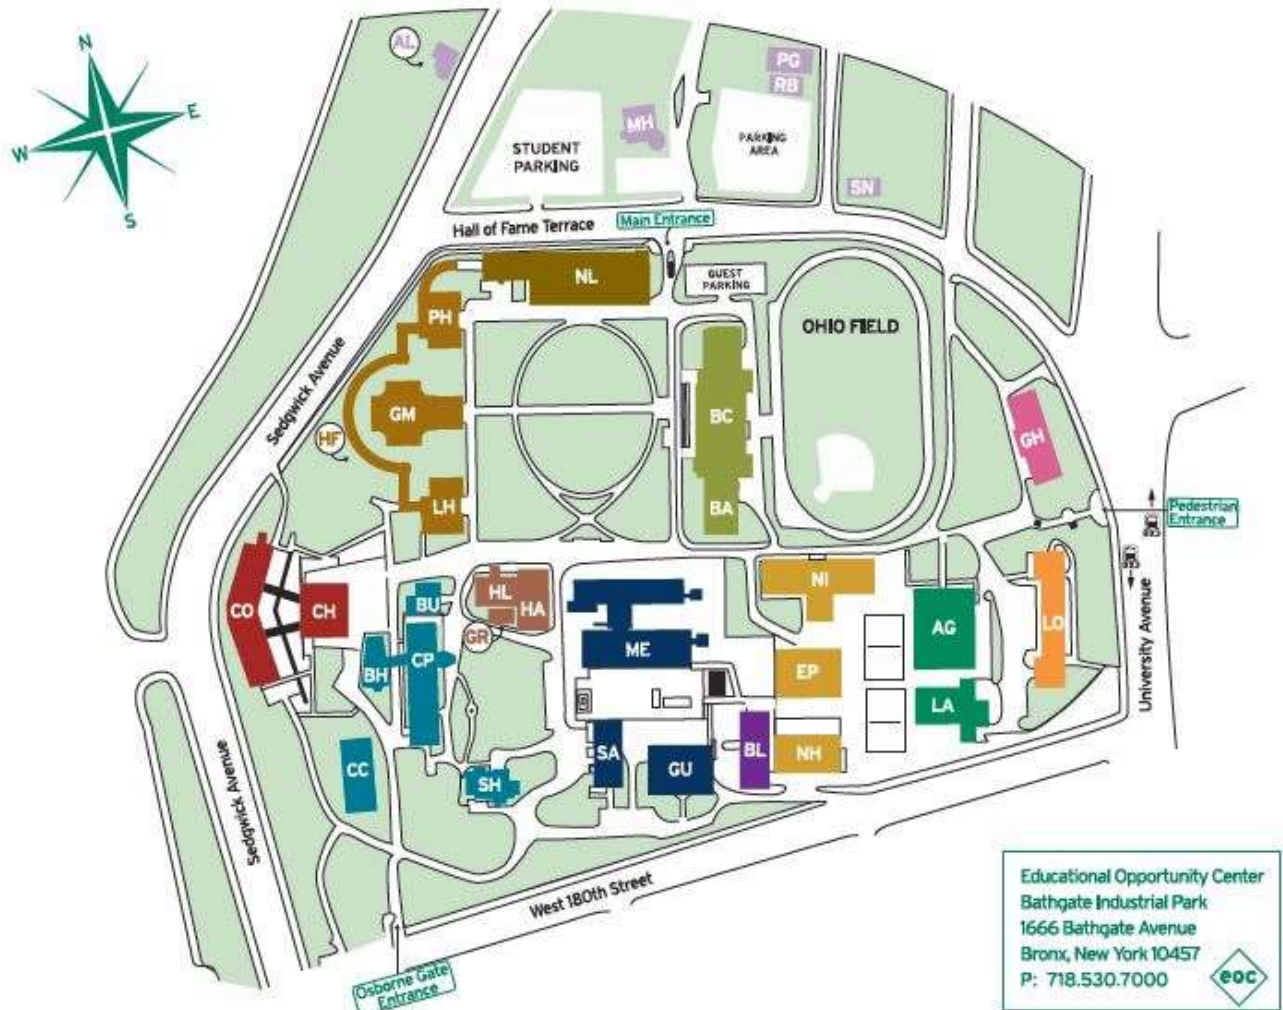 N
E
W
S
AL
PG
RB
MH
STUDENT
PARKING
PARKING
AREA
SN
Hall of Fame Terrace
Main Entrance
NL
GUEST
PARKING
PH
OHIO FIELD
Sedgwick Avenue
GM
BC
HF
GH
LH
BA
Pedestrian
Entrance
CO
CH
BU
HL
HA
GR
NI
AG
LO
ME
BH
CP
EP
University Avenue
LA
SA
BL
NH
CC
SH
GU
Sedgwick Avenue
West 180th Street
Osborne Gate
Entrance
Educational Opportunity Center
Bathgate Industrial Park
1666 Bathgate Avenue
Bronx, New York 10457
P: 718.530.7000
eoc